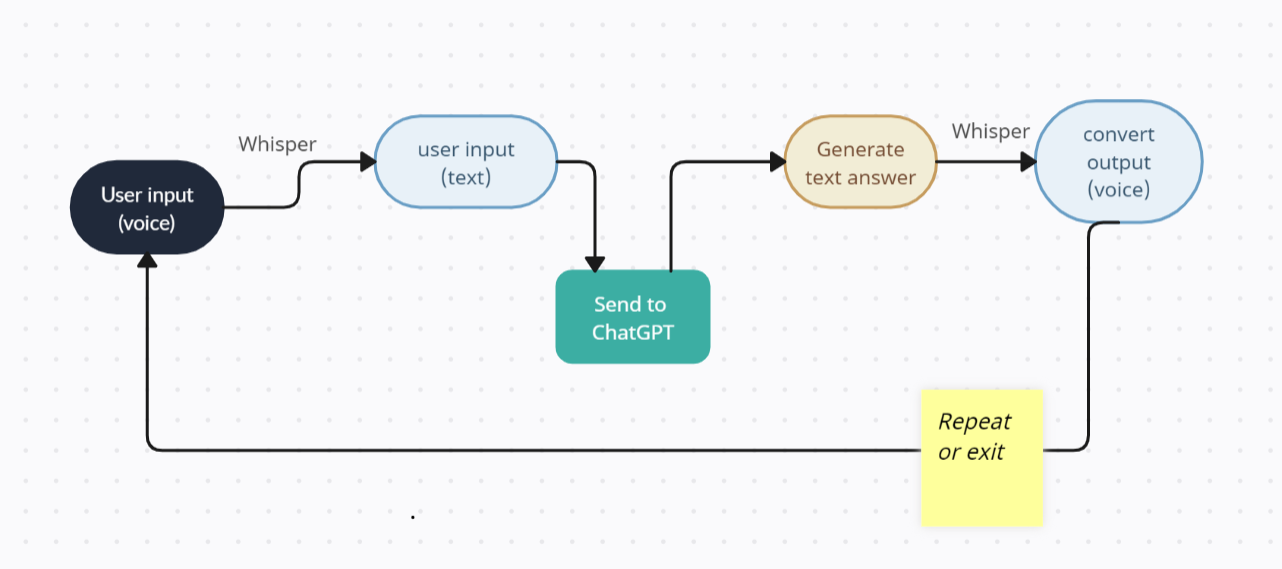 Whisper
User input
(voice)
user input
(text)
Send to
ChatGPT
Generate
text answer
Whisper
convert
output
(voice)
Repeat
or exit